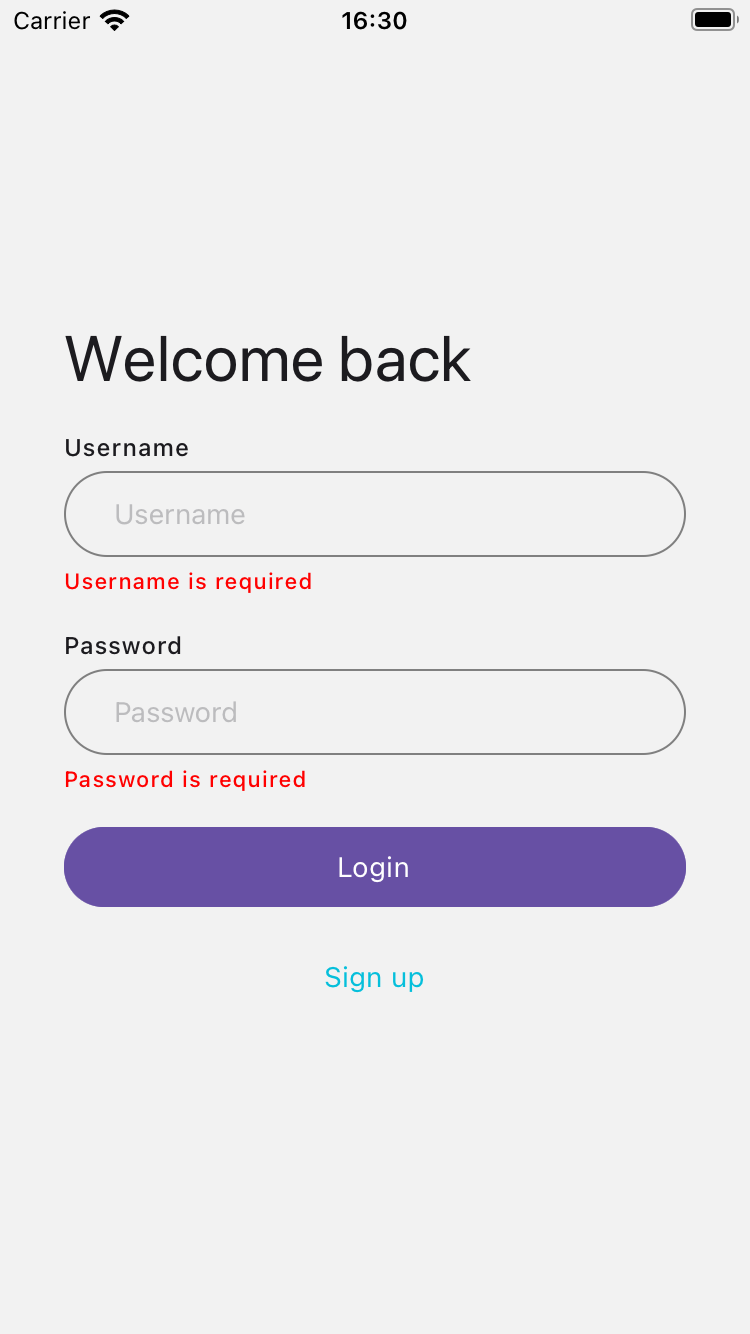 Carrier 16:30
Welcome back
Username
Username
Username is required
Password
Password
Password is required
Login
Sign up